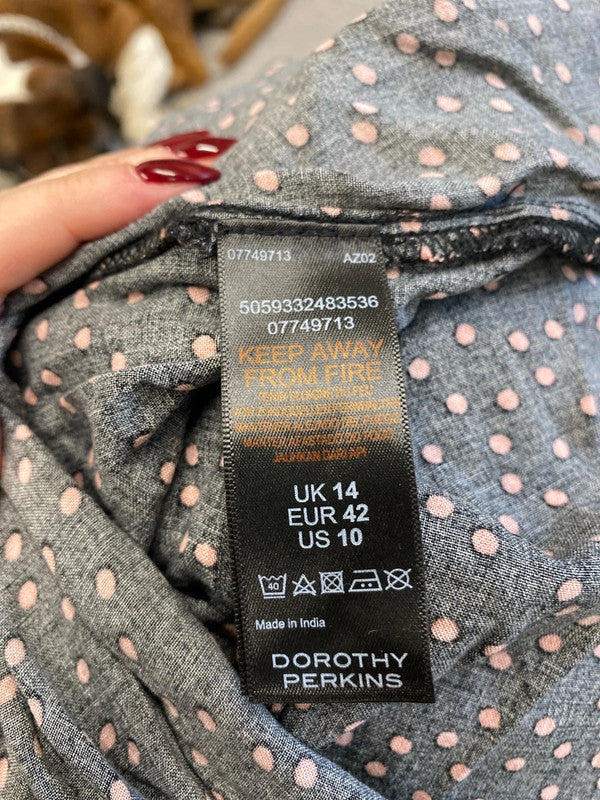 07749713 AZ02
5059332483536
07749713
KEEP AWAY
FROM FIRE
JAUHKAN DARI API
UK 14
EUR 42
US 10
40
Made in India
DOROTHY
PERKINS